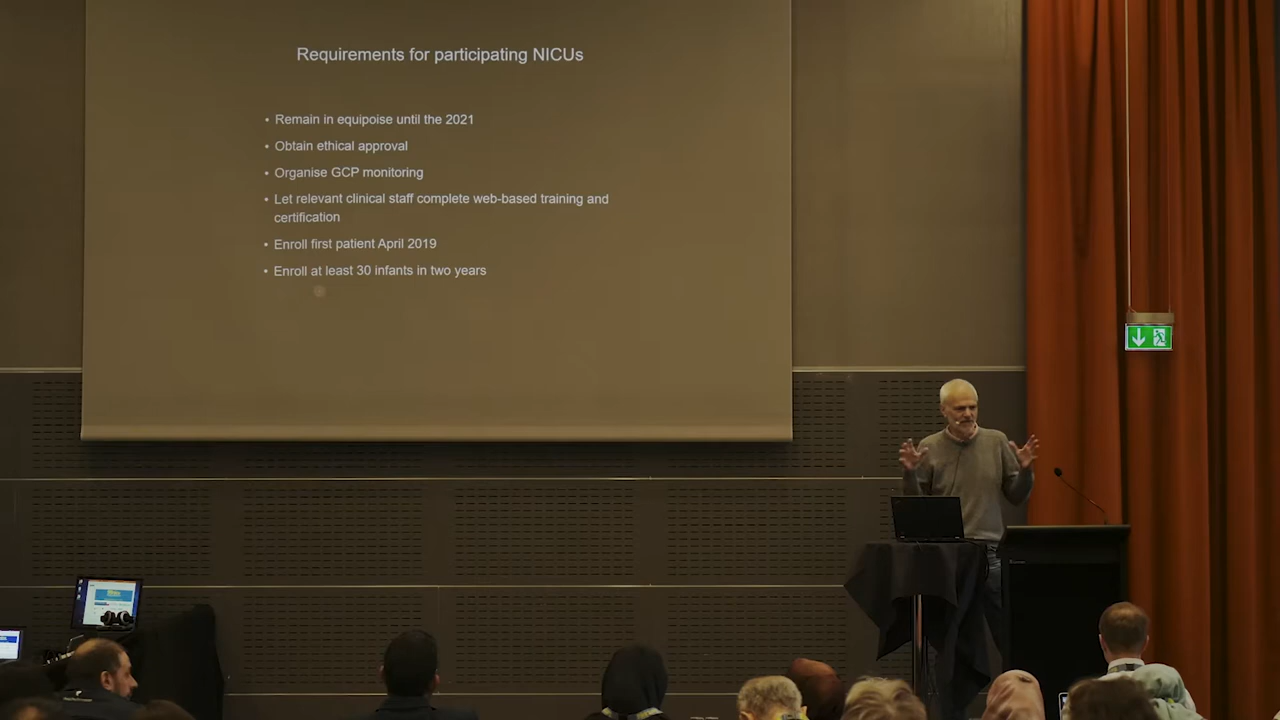 Requirements for participating NICUs
• Remain in equipoise until the 2021
• Obtain ethical approval
• Organise GCP monitoring
• Let relevant clinical staff complete web-based training and
certification
• Enroll first patient April 2019
• Enroll at least 30 infants in two years